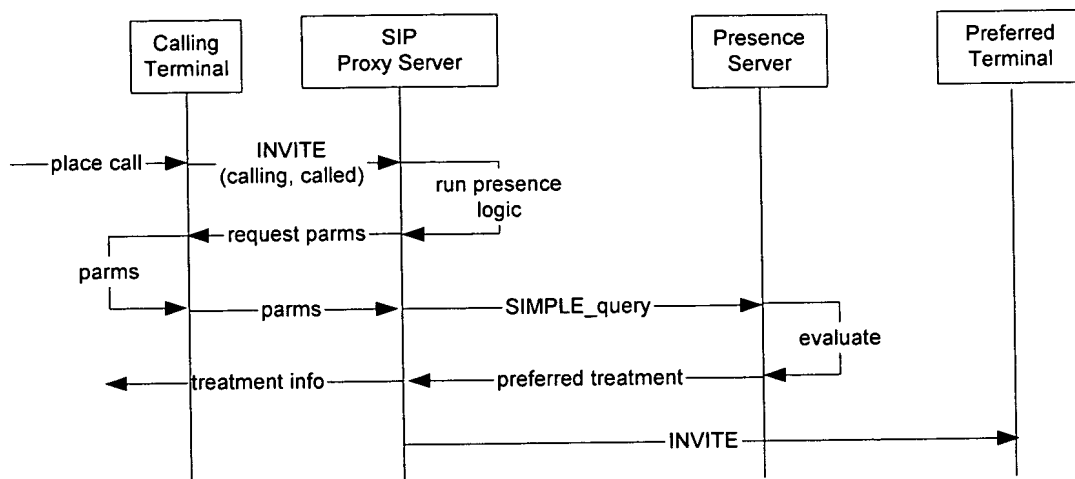 Calling
Terminal
SIP
Proxy Server
Presence
Server
Preferred
Terminal
place call
INVITE
(calling, called)
run presence
logic
request parms
parms
parms
SIMPLE_query
evaluate
treatment info
preferred treatment
INVITE